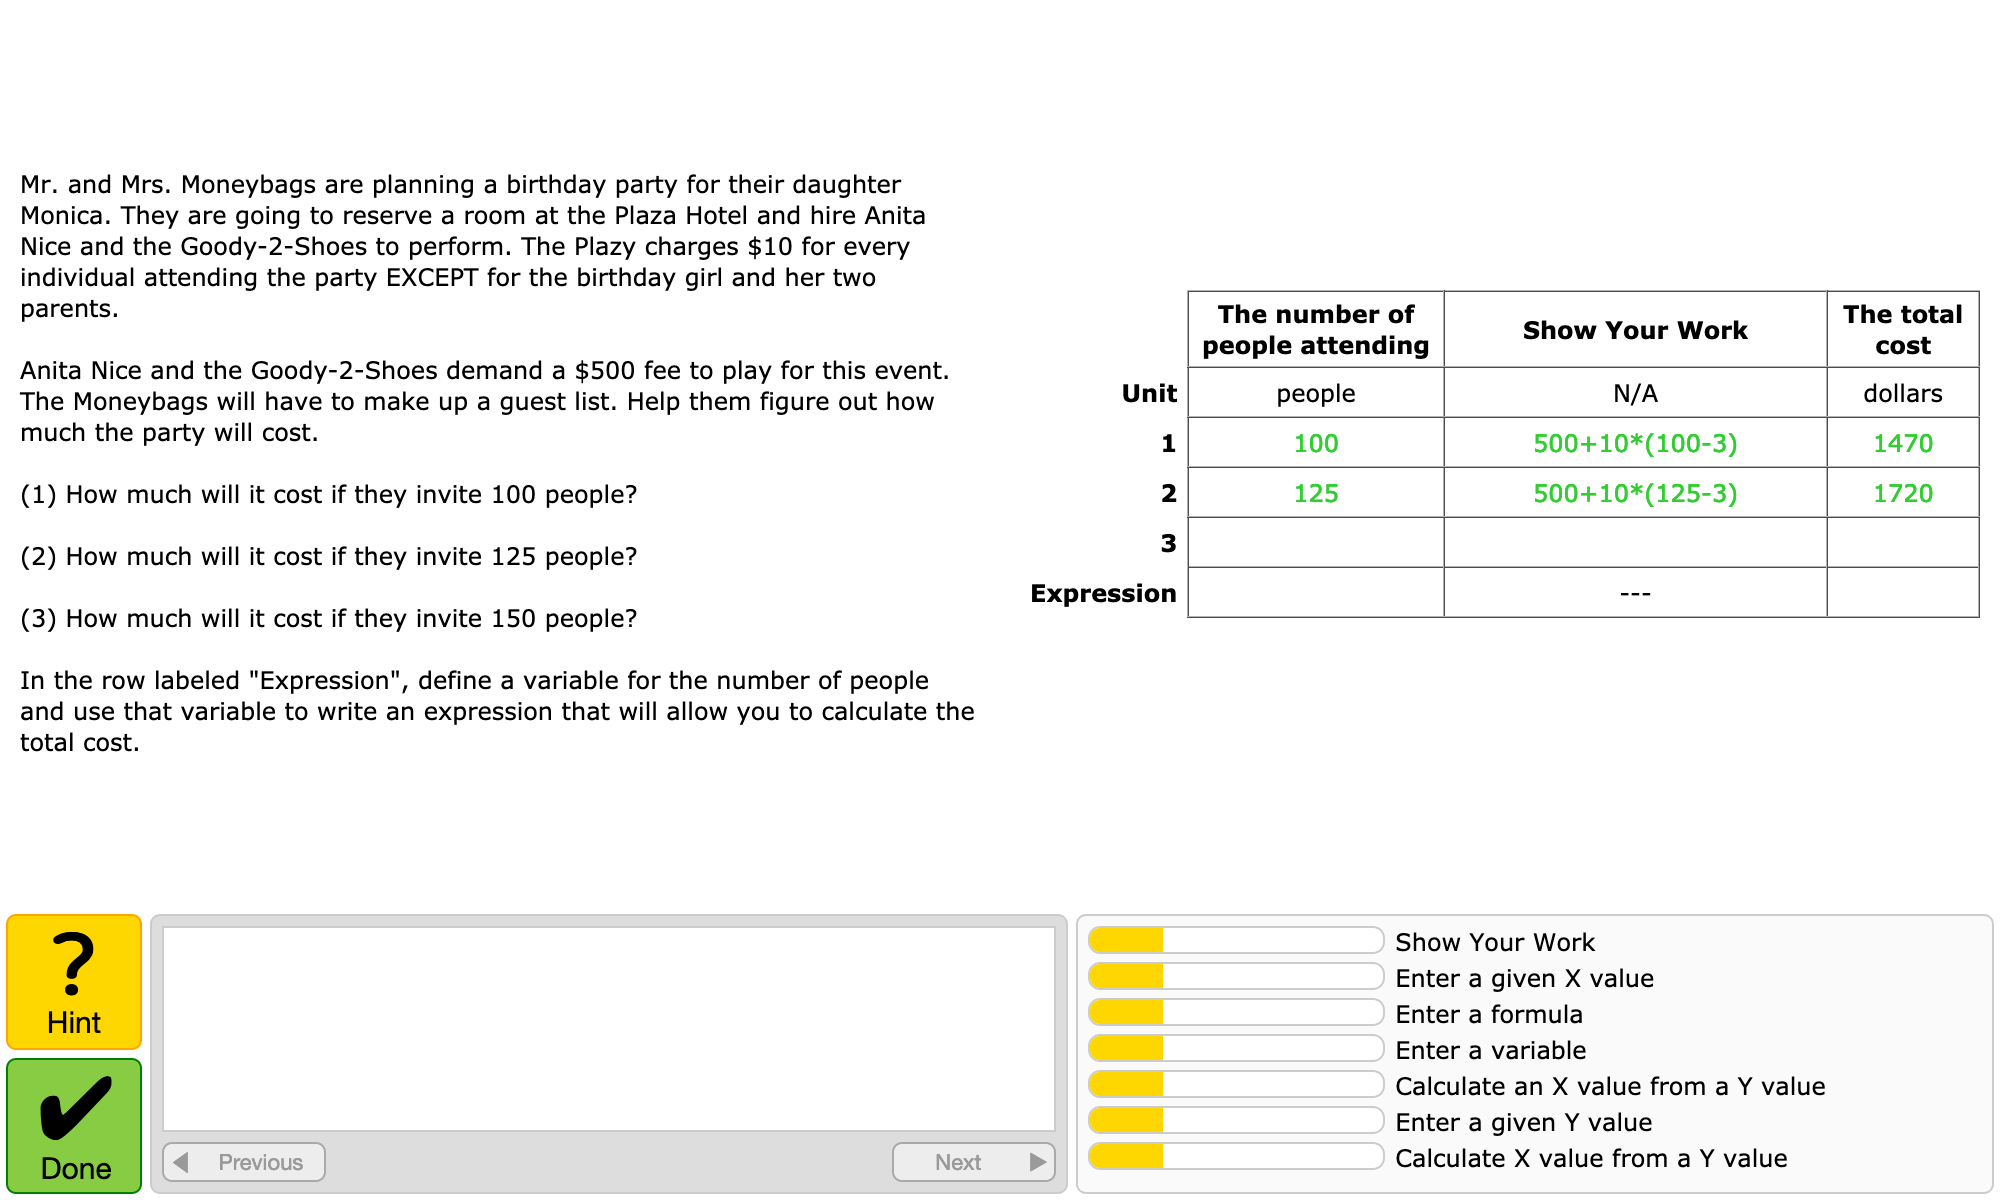 Mr. and Mrs. Moneybags are planning a birthday party for their daughter
Monica. They are going to reserve a room at the Plaza Hotel and hire Anita
Nice and the Goody-2-Shoes to perform. The Plazy charges $10 for every
individual attending the party EXCEPT for the birthday girl and her two
parents.
Anita Nice and the Goody-2-Shoes demand a $500 fee to play for this event.
The Moneybags will have to make up a guest list. Help them figure out how
much the party will cost.
(1) How much will it cost if they invite 100 people?
(2) How much will it cost if they invite 125 people?
(3) How much will it cost if they invite 150 people?
In the row labeled "Expression", define a variable for the number of people
and use that variable to write an expression that will allow you to calculate the
total cost.
The number of people attending Show Your Work The total cost
Unit people N/A dollars
1 100 500+10*(100-3) 1470
2 125 500+10*(125-3) 1720
3
Expression ---
? Hint
Done
Previous Next
Show Your Work
Enter a given X value
Enter a formula
Enter a variable
Calculate an X value from a Y value
Enter a given Y value
Calculate X value from a Y value